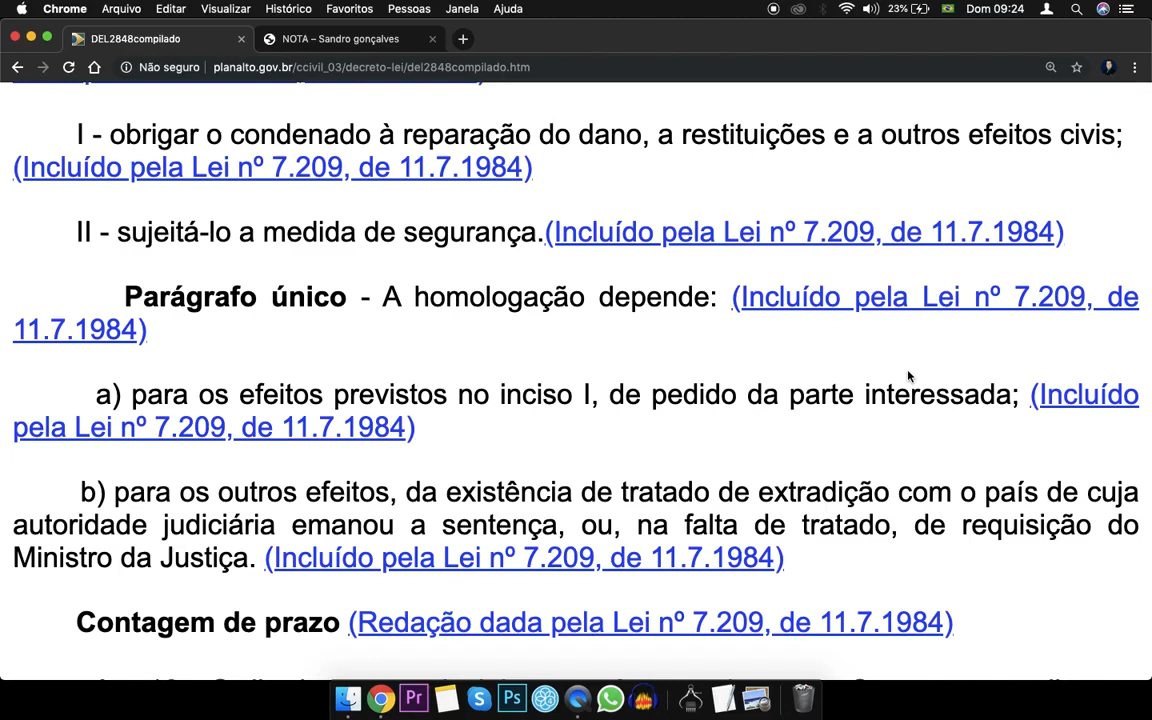 Chrome Arquivo Editar Visualizar Histórico Favoritos Pessoas Janela Ajuda 23% Dom 09:24
DEL2848compilado NOTA – Sandro gonçalves
Não seguro planalto.gov.br/ccivil_03/decreto-lei/del2848compilado.htm
I - obrigar o condenado à reparação do dano, a restituições e a outros efeitos civis;
(Incluído pela Lei nº 7.209, de 11.7.1984)
II - sujeitá-lo a medida de segurança.(Incluído pela Lei nº 7.209, de 11.7.1984)
Parágrafo único - A homologação depende: (Incluído pela Lei nº 7.209, de
11.7.1984)
a) para os efeitos previstos no inciso I, de pedido da parte interessada; (Incluído
pela Lei nº 7.209, de 11.7.1984)
b) para os outros efeitos, da existência de tratado de extradição com o país de cuja
autoridade judiciária emanou a sentença, ou, na falta de tratado, de requisição do
Ministro da Justiça. (Incluído pela Lei nº 7.209, de 11.7.1984)
Contagem de prazo (Redação dada pela Lei nº 7.209, de 11.7.1984)
Pr Ps